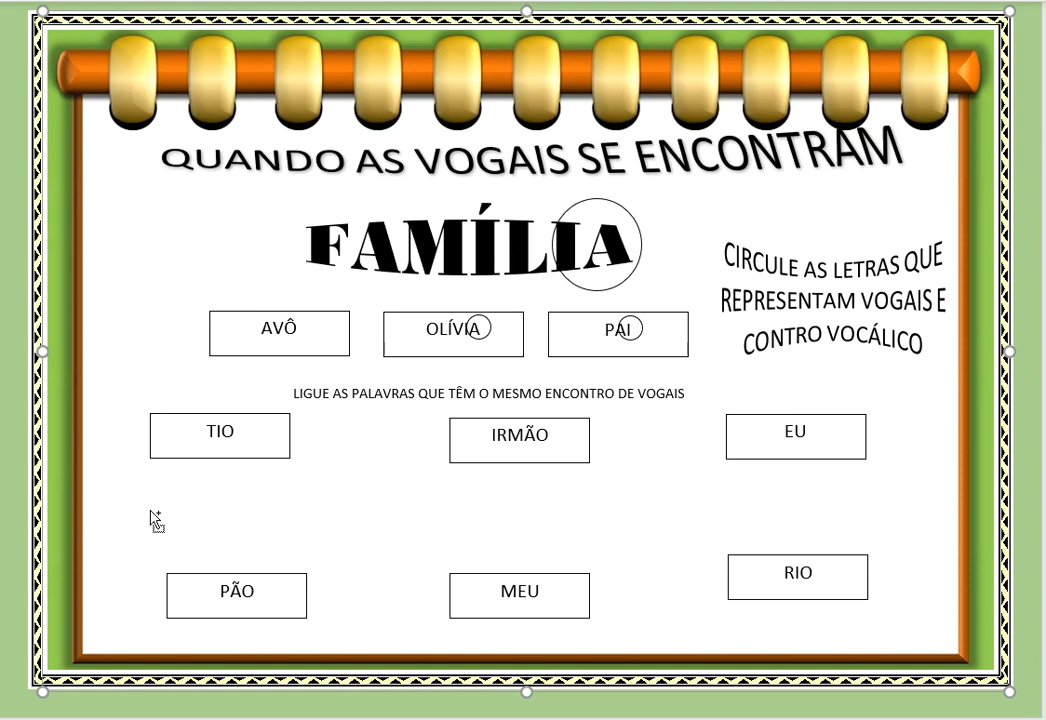 QUANDO AS VOGAIS SE ENCONTRAM
FAMÍLIA
CIRCULE AS LETRAS QUE
REPRESENTAM VOGAIS E
CONTRO VOCÁLICO
AVÔ
OLÍVIA
PAI
LIGUE AS PALAVRAS QUE TÊM O MESMO ENCONTRO DE VOGAIS
TIO
IRMÃO
EU
PÃO
MEU
RIO